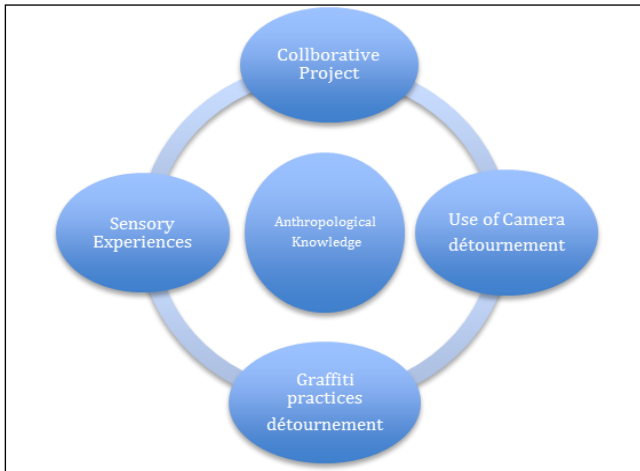 Collborative
Project
Sensory
Experiences
Anthropological
Knowledge
Use of Camera
détournement
Graffiti
practices
détournement